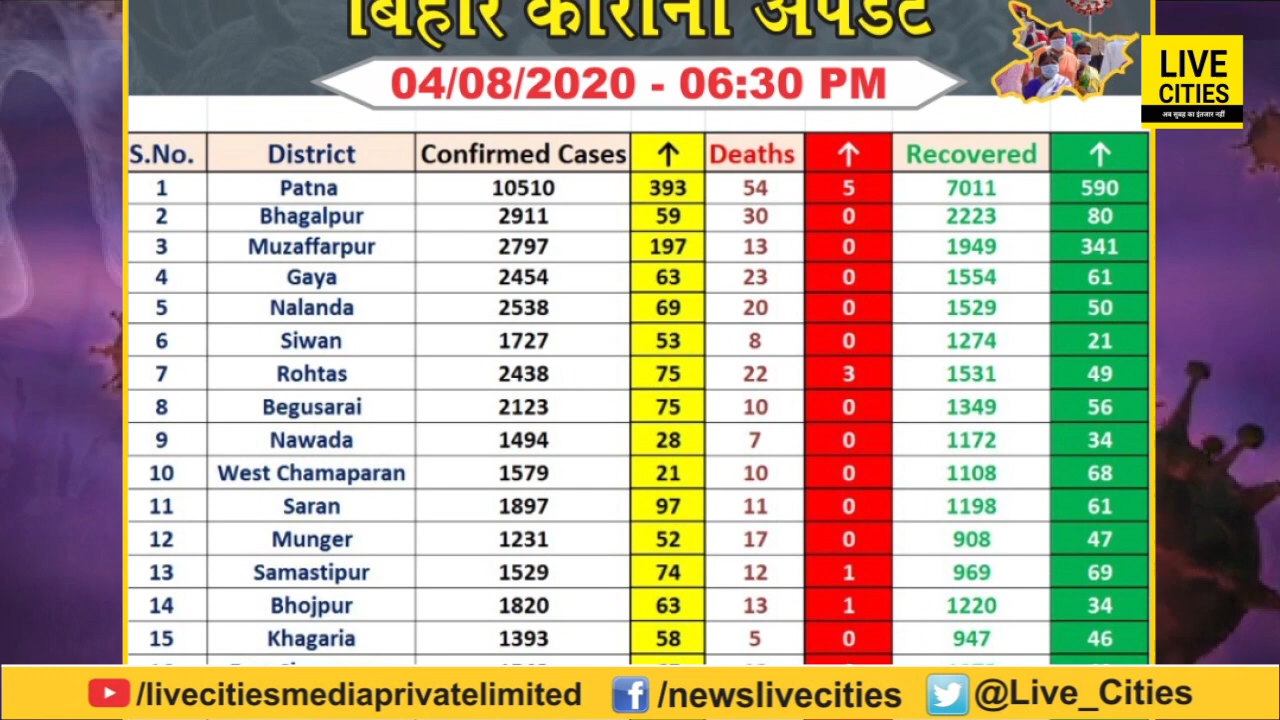 बिहार कोरोना अपडेट
04/08/2020 - 06:30 PM
LIVE
CITIES
अब सुबह का इंतजार नहीं
S.No. District Confirmed Cases ↑ Deaths ↑ Recovered ↑
1 Patna 10510 393 54 5 7011 590
2 Bhagalpur 2911 59 30 0 2223 80
3 Muzaffarpur 2797 197 13 0 1949 341
4 Gaya 2454 63 23 0 1554 61
5 Nalanda 2538 69 20 0 1529 50
6 Siwan 1727 53 8 0 1274 21
7 Rohtas 2438 75 22 3 1531 49
8 Begusarai 2123 75 10 0 1349 56
9 Nawada 1494 28 7 0 1172 34
10 West Chamaparan 1579 21 10 0 1108 68
11 Saran 1897 97 11 0 1198 61
12 Munger 1231 52 17 0 908 47
13 Samastipur 1529 74 12 1 969 69
14 Bhojpur 1820 63 13 1 1220 34
15 Khagaria 1393 58 5 0 947 46
/livecitiesmediaprivatelimited /newslivecities @Live_Cities